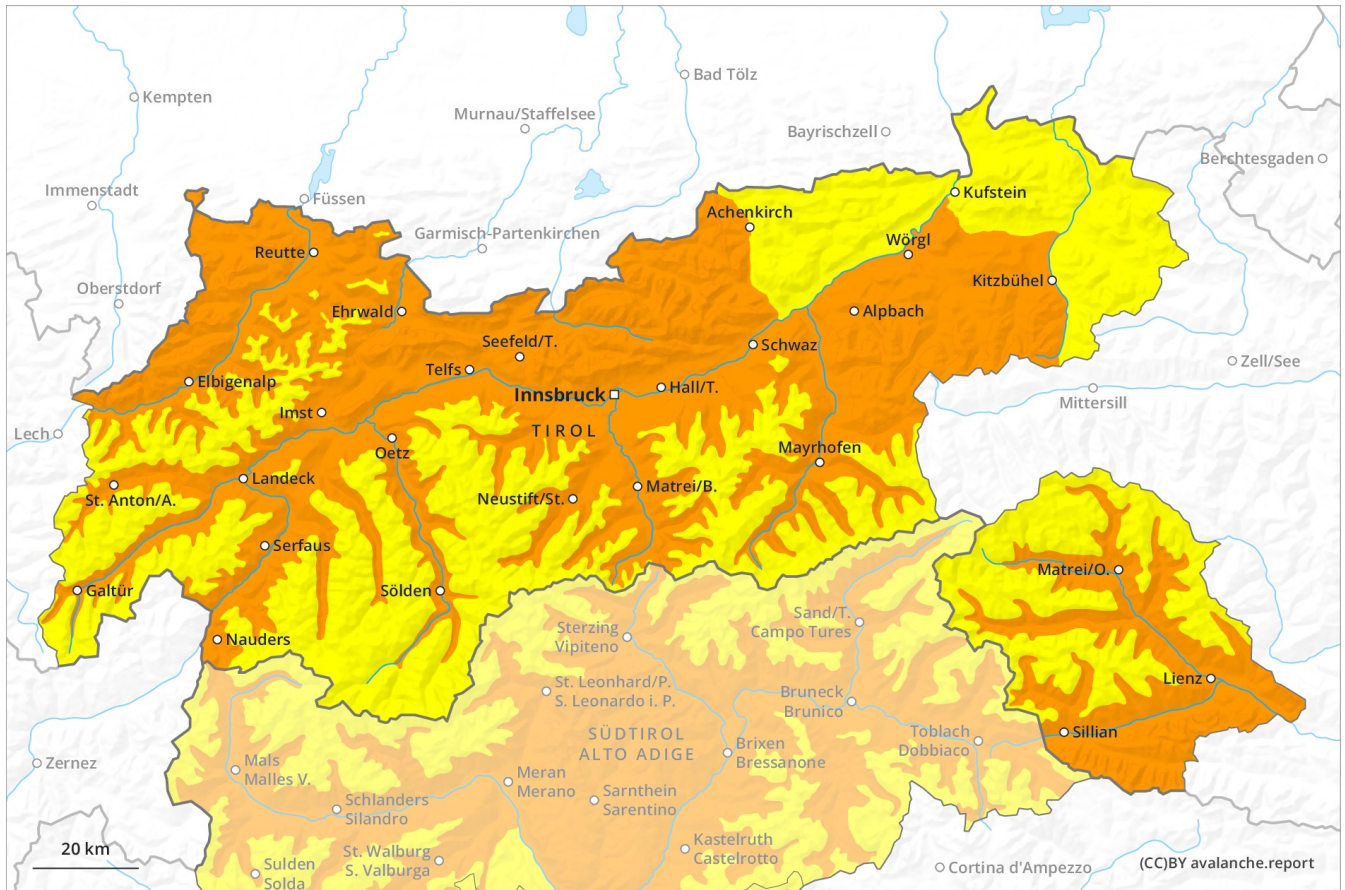 Bad Tölz
Kempten
Murnau/Staffelsee
Bayrischzell
Berchtesgaden
Immenstadt
Füssen
Kufstein
Achenkirch
Garmisch-Partenkirchen
Wörgl
Reutte
Kitzbühel
Oberstdorf
Ehrwald
Alpbach
Seefeld/T.
Schwaz
Zell/See
Telfs
Elbigenalp
Hall/T.
Innsbruck
Mittersill
Imst
Lech
TIROL
Oetz
Mayrhofen
Landeck
St. Anton/A.
Matrei/B.
Neustift/St.
Serfaus
Matrei/O.
Galtür
Sölden
Sand/T.
Campo Tures
Sterzing
Vipiteno
Nauders
Lienz
St. Leonhard/P.
S. Leonardo i. P.
Bruneck
Brunico
Sillian
SÜDTIROL
ALTO ADIGE
Toblach
Dobbiaco
Brixen
Bressanone
Zernez
Mals
Malles V.
Meran
Merano
Sarnthein
Sarentino
Schlanders
Silandro
Kastelruth
Castelrotto
20 km
St. Walburg
S. Valburga
Sulden
Solda
Cortina d'Ampezzo
(CC)BY avalanche.report